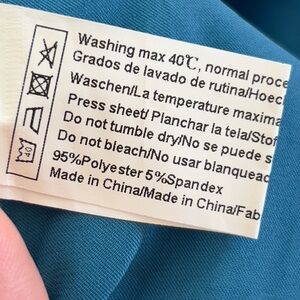 Washing max 40℃, normal proce
Grados de lavado de rutina/Hoec
Waschen/La temperature maxima
Press sheet/ Planchar la tela/Stof
Do not tumble dry/No se puede s
Do not bleach/No usar blanquead
95%Polyester 5%Spandex
Made in China/Made in China/Fab